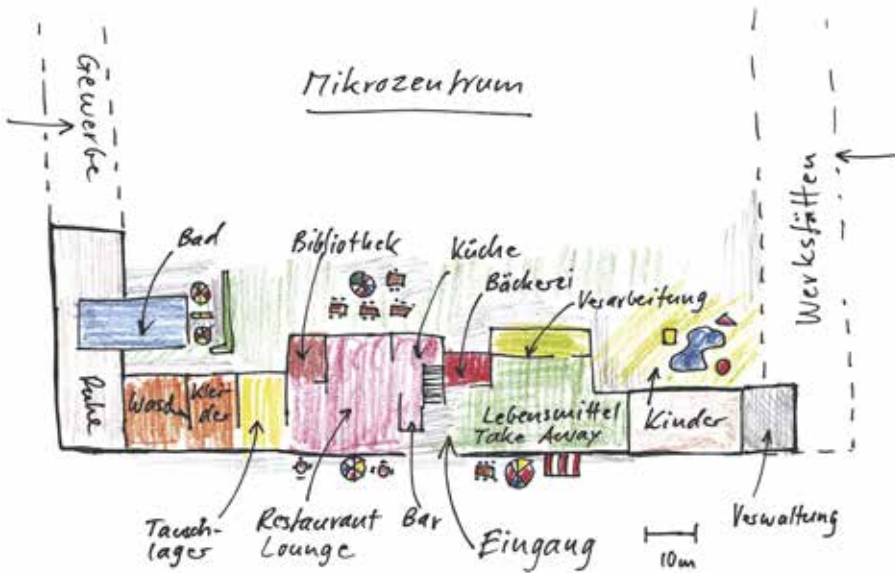 Mikrozentrum
Gewerbe
Werkstätten
Bad
Bibliothek
Küche
Bäckerei
Verarbeitung
Ruhe
Wasch
Klei-
der
Lebensmittel
Take Away
Kinder
Tausch-
lager
Restaurant
Lounge
Bar
Eingang
10m
Verwaltung